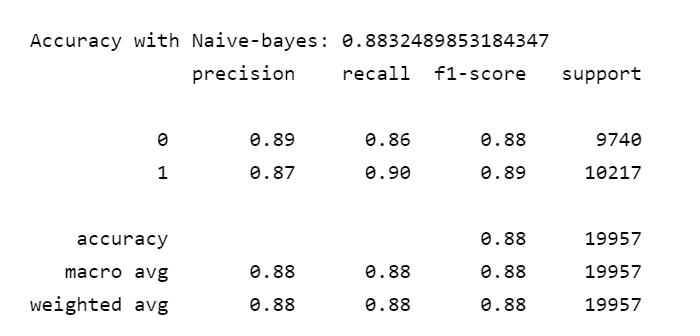 Accuracy with Naive-bayes: 0.8832489853184347
precision recall f1-score support
0 0.89 0.86 0.88 9740
1 0.87 0.90 0.89 10217
accuracy 0.88 19957
macro avg 0.88 0.88 0.88 19957
weighted avg 0.88 0.88 0.88 19957